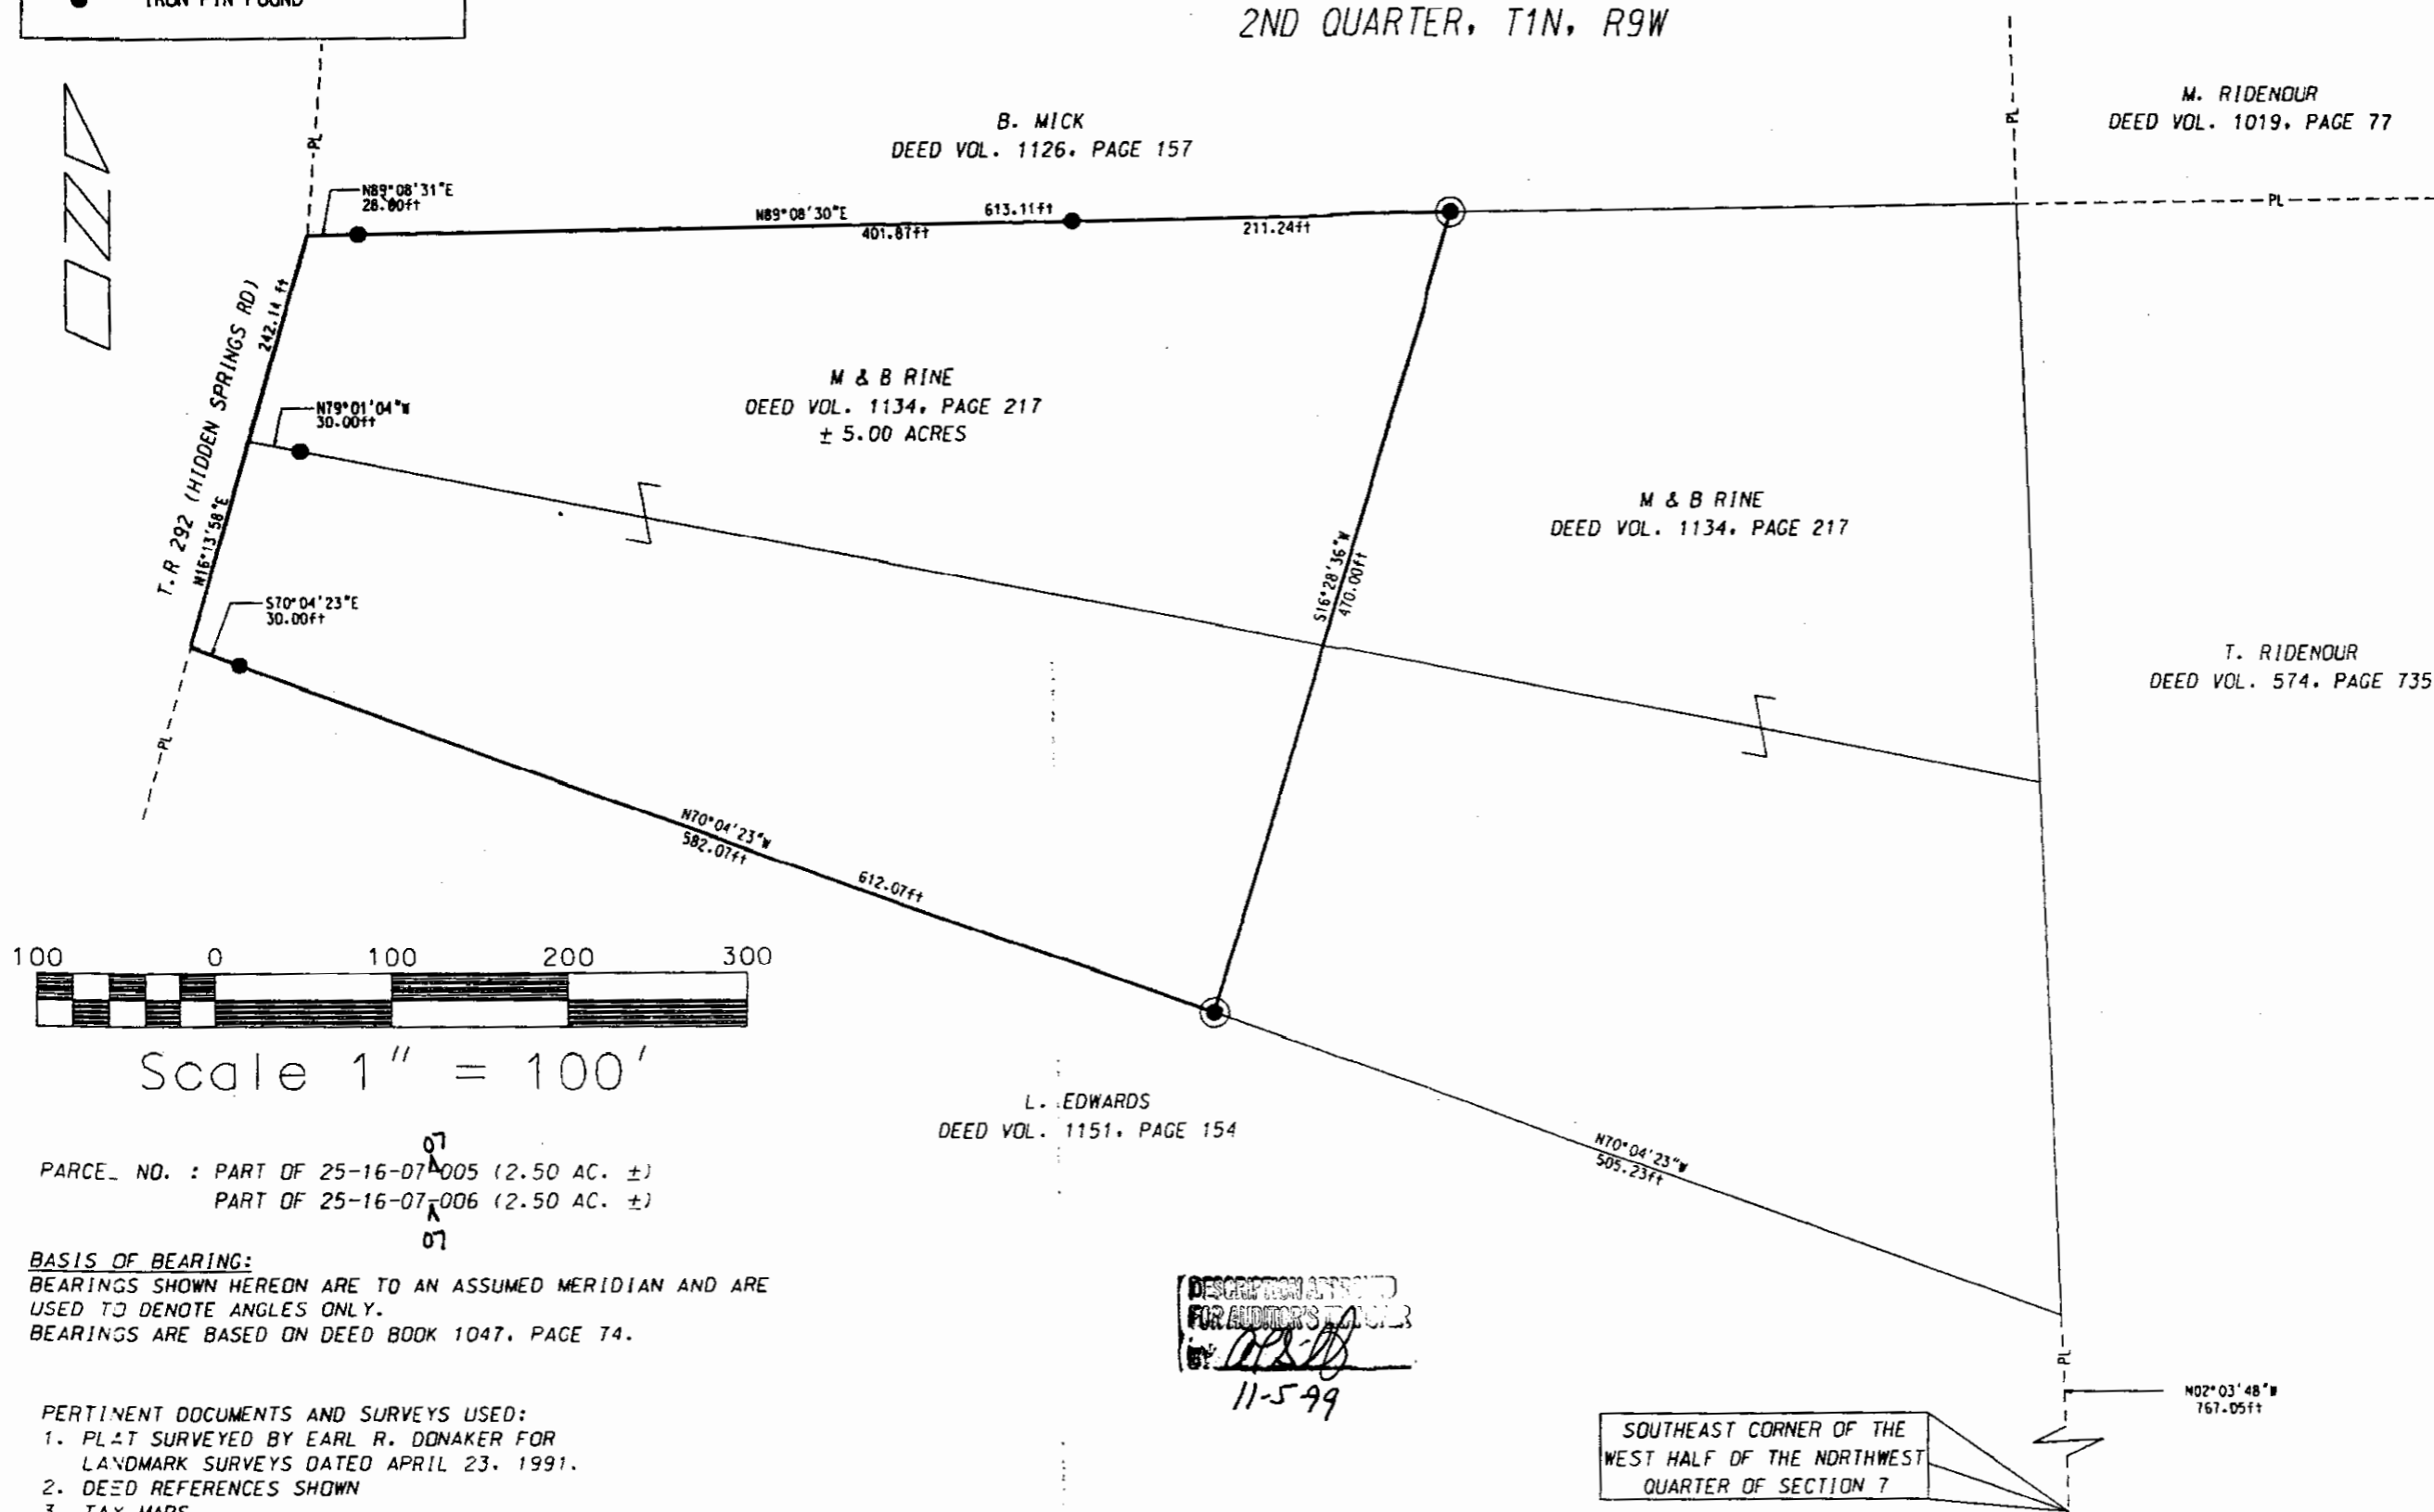 2ND QUARTER, T1N, R9W
M. RIDENOUR
DEED VOL. 1019, PAGE 77
B. MICK
DEED VOL. 1126, PAGE 157
PL
PL
PL
N89°08'31"E
28.00ft
N89°08'30"E
613.11ft
401.87ft
211.24ft
T.R 292 (HIDDEN SPRINGS RD)
242.14 ft
N16°13'58"E
M & B RINE
DEED VOL. 1134, PAGE 217
± 5.00 ACRES
N79°01'04"W
30.00ft
M & B RINE
DEED VOL. 1134, PAGE 217
S16°28'36"W
470.00ft
S70°04'23"E
30.00ft
T. RIDENOUR
DEED VOL. 574, PAGE 735
PL
N70°04'23"W
582.07ft
612.07ft
100 0 100 200 300
Scale 1" = 100'
L. EDWARDS
DEED VOL. 1151, PAGE 154
N70°04'23"W
505.23ft
07
PARCE_ NO. : PART OF 25-16-07-005 (2.50 AC. ±)
PART OF 25-16-07-006 (2.50 AC. ±)
07
BASIS OF BEARING:
BEARINGS SHOWN HEREON ARE TO AN ASSUMED MERIDIAN AND ARE
USED TO DENOTE ANGLES ONLY.
BEARINGS ARE BASED ON DEED BOOK 1047, PAGE 74.
DESCRIPTION APPROVED
FOR AUDITOR'S TRANSFER
BY
11-5-99
PL
N02°03'48"W
767.05ft
PERTINENT DOCUMENTS AND SURVEYS USED:
1. PLAT SURVEYED BY EARL R. DONAKER FOR
LANDMARK SURVEYS DATED APRIL 23, 1991.
2. DEED REFERENCES SHOWN
SOUTHEAST CORNER OF THE
WEST HALF OF THE NORTHWEST
QUARTER OF SECTION 7